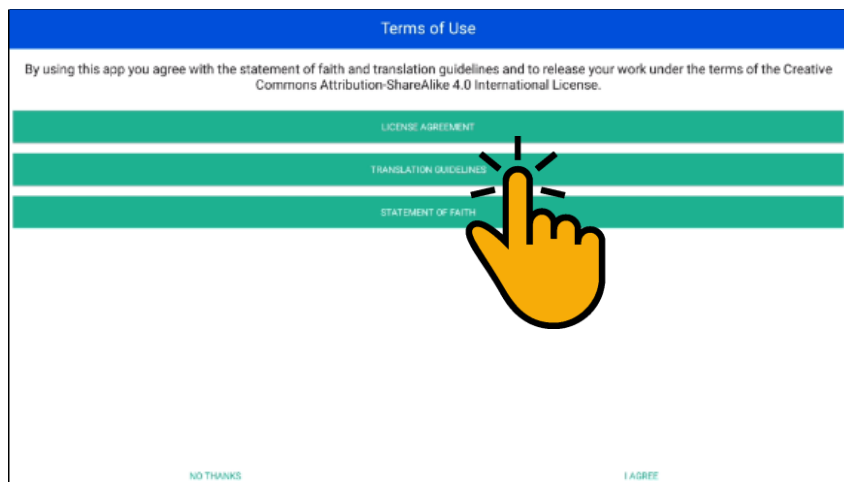 Terms of Use
By using this app you agree with the statement of faith and translation guidelines and to release your work under the terms of the Creative
Commons Attribution-ShareAlike 4.0 International License.
LICENSE AGREEMENT
TRANSLATION GUIDELINES
STATEMENT OF FAITH
NO THANKS
I AGREE